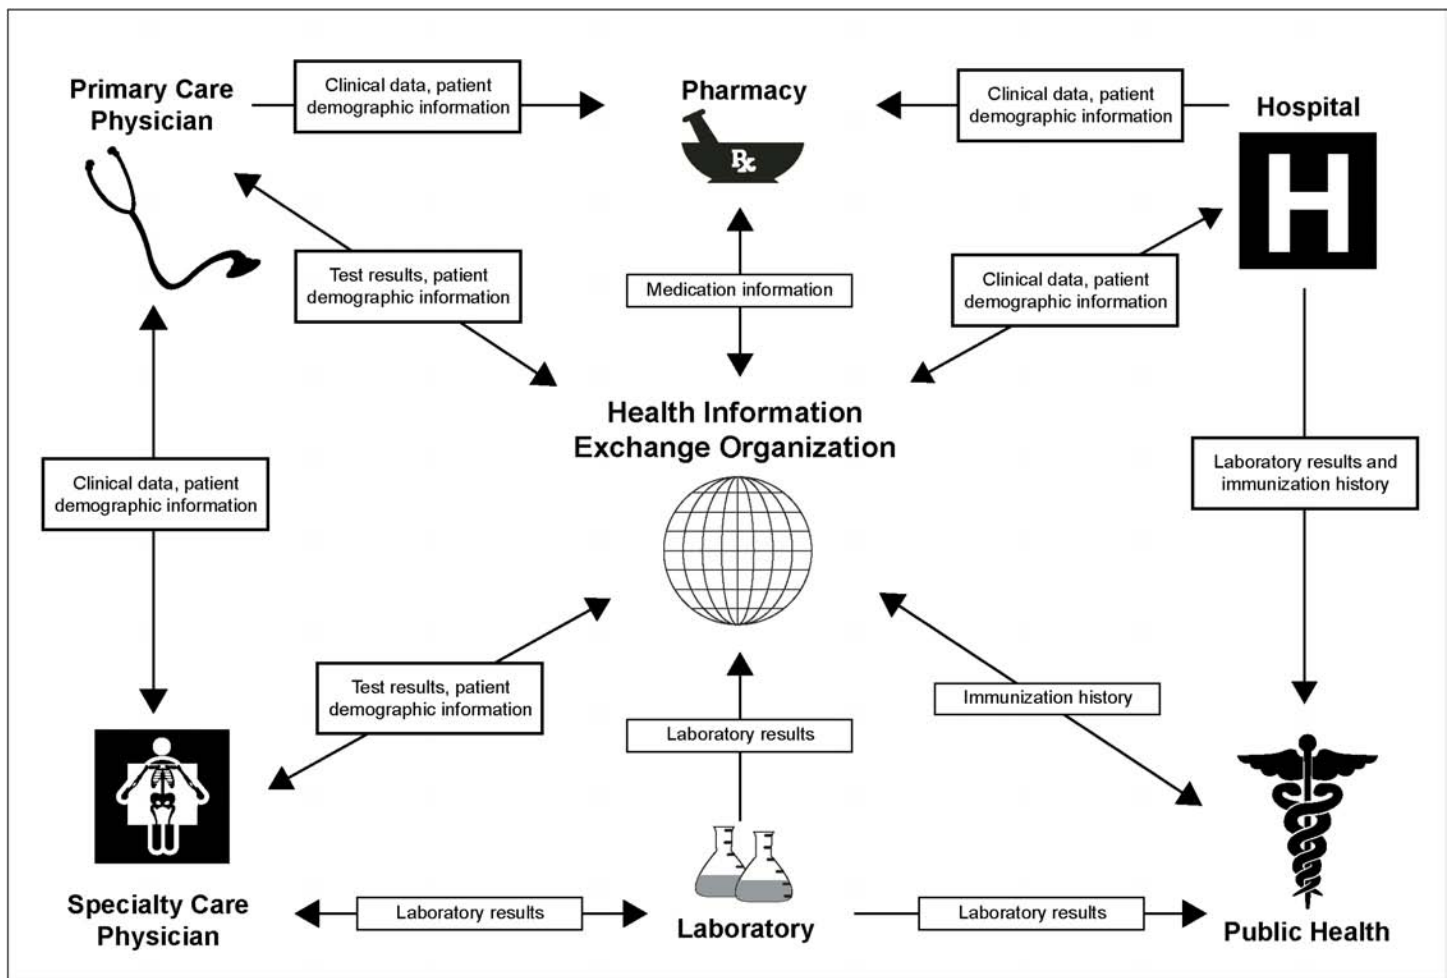 Primary Care
Physician
Clinical data, patient
demographic information
Pharmacy
Rx
Clinical data, patient
demographic information
Hospital
H
Test results, patient
demographic information
Medication information
Clinical data, patient
demographic information
Health Information
Exchange Organization
Clinical data, patient
demographic information
Laboratory results and
immunization history
Test results, patient
demographic information
Laboratory results
Immunization history
Specialty Care
Physician
Laboratory results
Laboratory
Laboratory results
Public Health